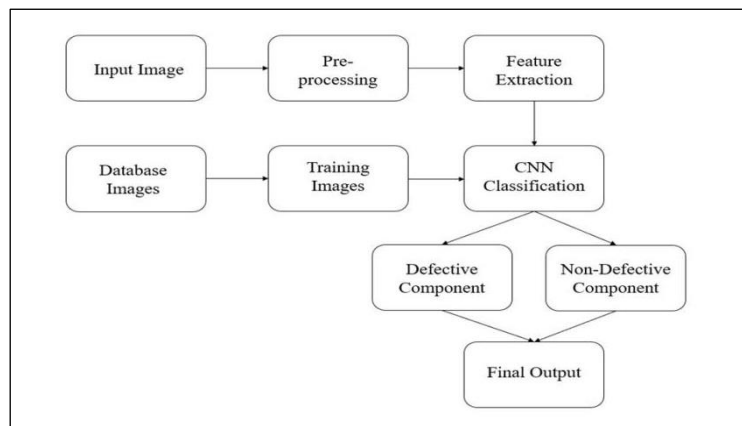 Input Image
Pre-
processing
Feature
Extraction
Database
Images
Training
Images
CNN
Classification
Defective
Component
Non-Defective
Component
Final Output